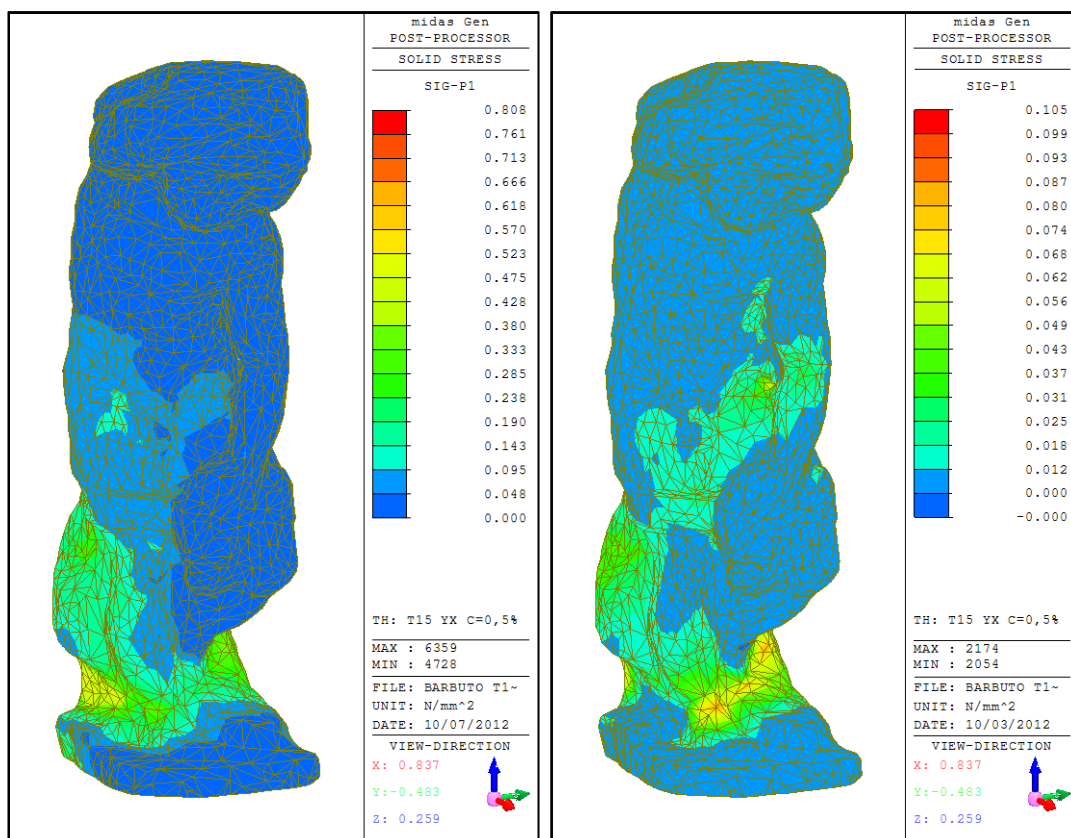 midas Gen
POST-PROCESSOR
SOLID STRESS
SIG-P1
0.808
0.761
0.713
0.666
0.618
0.570
0.523
0.475
0.428
0.380
0.333
0.285
0.238
0.190
0.143
0.095
0.048
0.000
TH: T15 YX C=0,5%
MAX : 6359
MIN : 4728
FILE: BARBUTO T1~
UNIT: N/mm^2
DATE: 10/07/2012
VIEW-DIRECTION
X: 0.837
Y:-0.483
Z: 0.259
midas Gen
POST-PROCESSOR
SOLID STRESS
SIG-P1
0.105
0.099
0.093
0.087
0.080
0.074
0.068
0.062
0.056
0.049
0.043
0.037
0.031
0.024
0.018
0.012
0.000
-0.000
TH: T15 YX C=0,5%
MAX : 2174
MIN : 2054
FILE: BARBUTO T1~
UNIT: N/mm^2
DATE: 10/03/2012
VIEW-DIRECTION
X: 0.837
Y:-0.483
Z: 0.259